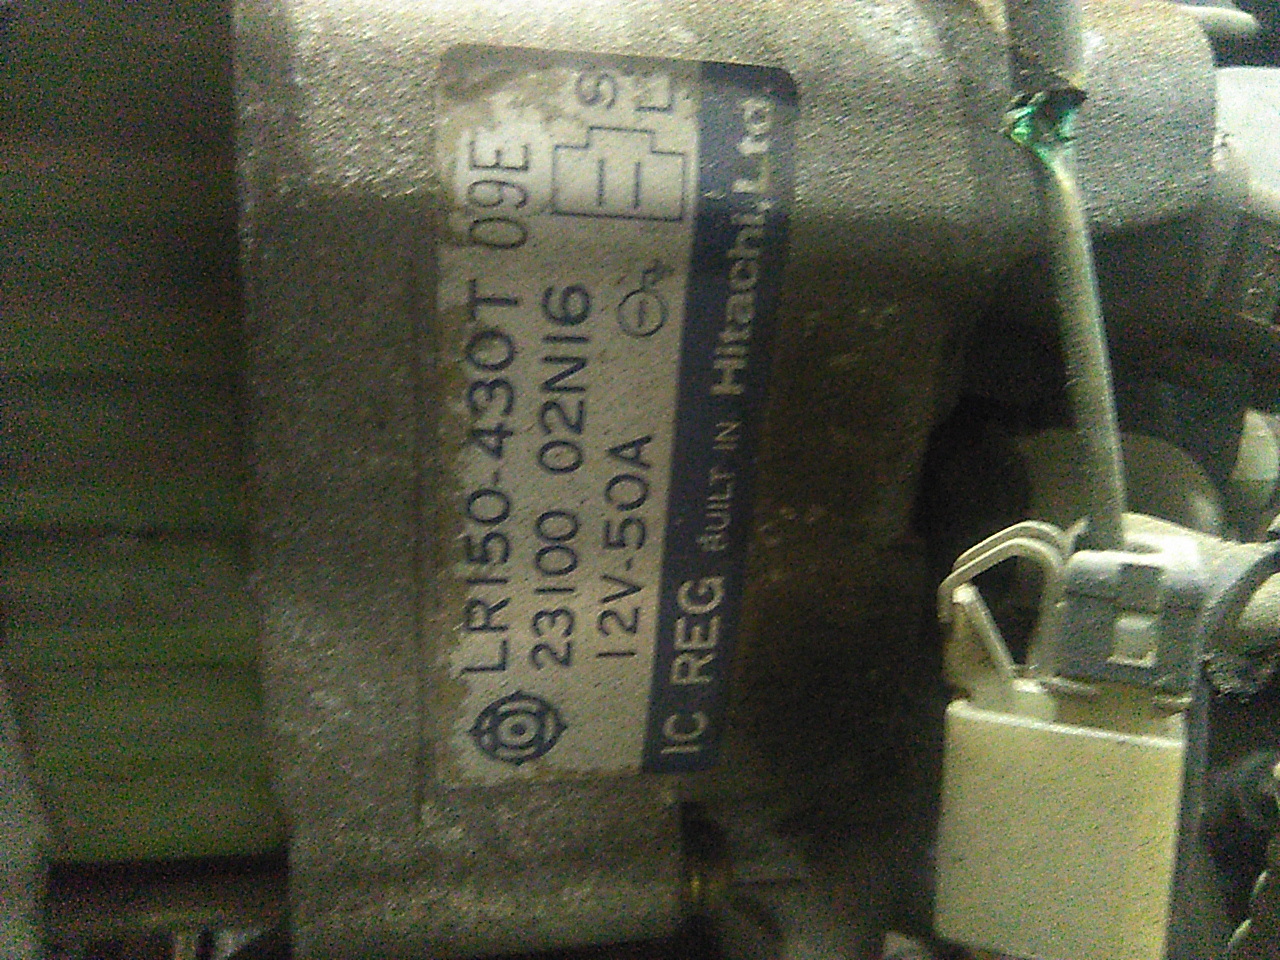 LR150-430T 09E
23100 02N16
12V-50A
S
L
IC REG BUILT IN Hitachi,Ltd.